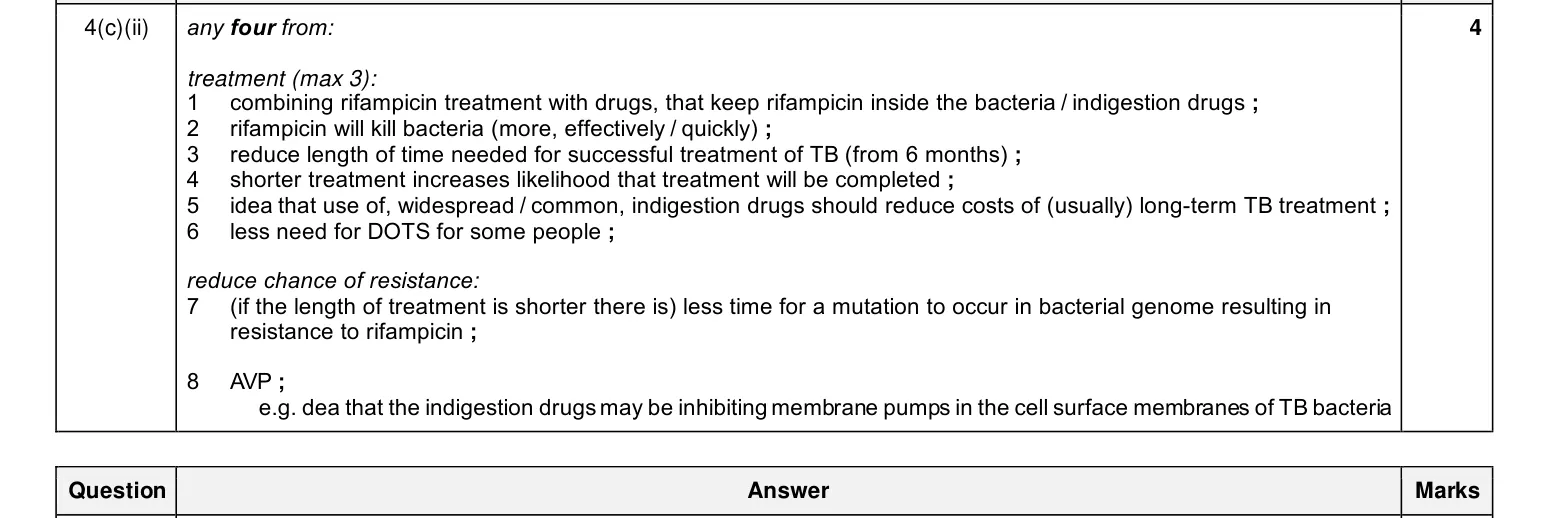 4(c)(ii) any four from: 4
treatment (max 3):
1 combining rifampicin treatment with drugs, that keep rifampicin inside the bacteria / indigestion drugs ;
2 rifampicin will kill bacteria (more, effectively / quickly) ;
3 reduce length of time needed for successful treatment of TB (from 6 months) ;
4 shorter treatment increases likelihood that treatment will be completed ;
5 idea that use of, widespread / common, indigestion drugs should reduce costs of (usually) long-term TB treatment ;
6 less need for DOTS for some people ;
reduce chance of resistance:
7 (if the length of treatment is shorter there is) less time for a mutation to occur in bacterial genome resulting in
resistance to rifampicin ;
8 AVP ;
e.g. dea that the indigestion drugs may be inhibiting membrane pumps in the cell surface membranes of TB bacteria
Question Answer Marks